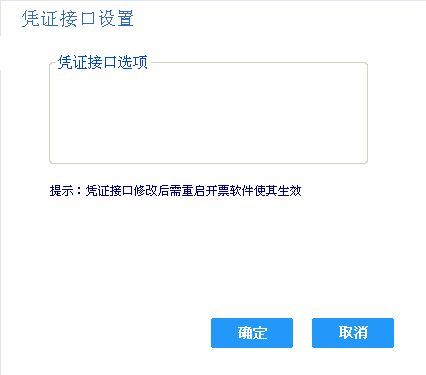 凭证接口设置
凭证接口选项
提示：凭证接口修改后需重启开票软件使其生效
确定
取消